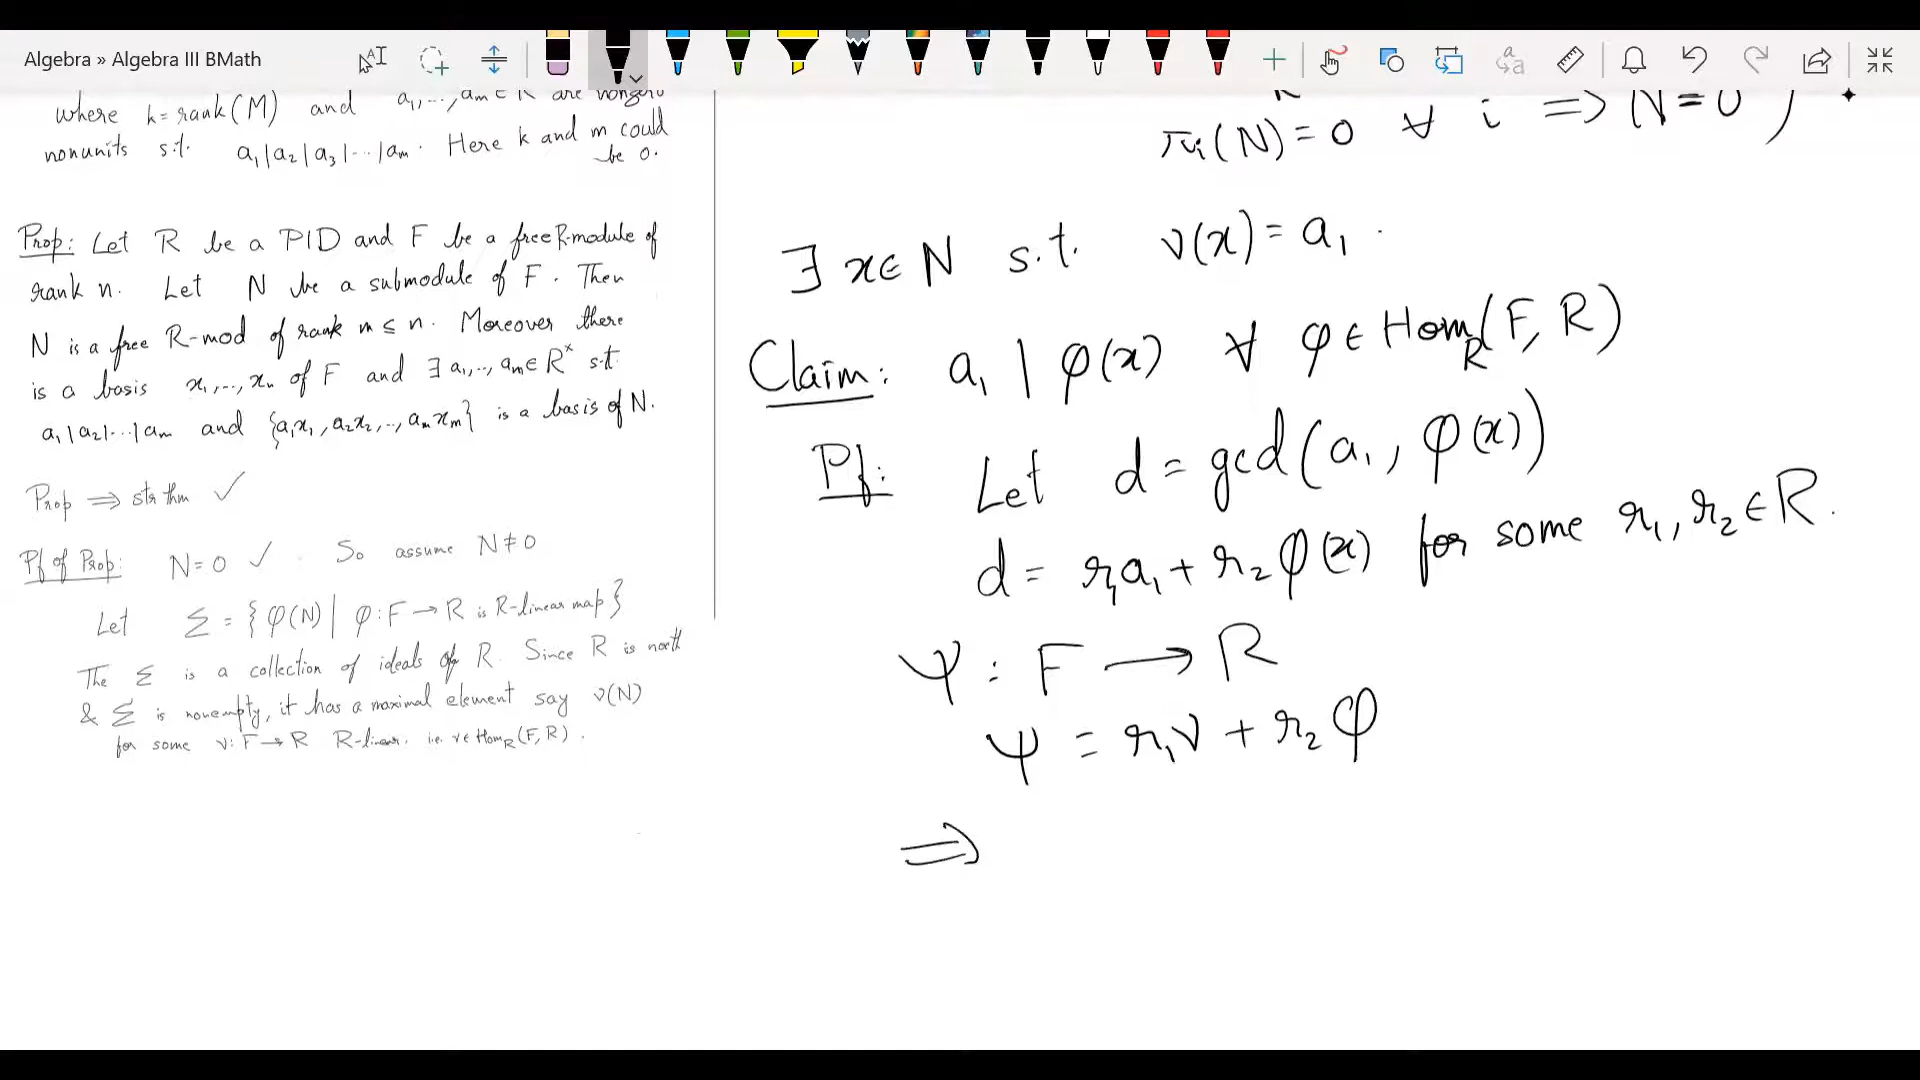 Algebra » Algebra III BMath
where k = rank(M) and a₁,...,aₘ ∈ R are nonzero
nonunits s.t. a₁|a₂|a₃|...|aₘ. Here k and m could
be 0.
Prop: Let R be a PID and F be a free R-module of
rank n. Let N be a submodule of F. Then
N is a free R-mod of rank m ≤ n. Moreover there
is a basis x₁,...,xₙ of F and ∃ a₁,..,aₘ ∈ Rˣ s.t.
a₁|a₂|...|aₘ and {a₁x₁, a₂x₂,..,aₘxₘ} is a basis of N.
Prop ⟹ str thm ✓
Pf of Prop: N=0 ✓. So assume N≠0
Let Σ = {φ(N) | φ: F → R is R-linear map}
The Σ is a collection of ideals of R. Since R is noeth
& Σ is nonempty, it has a maximal element say ν(N)
for some ν: F → R R-linear, i.e. ν ∈ Hom_R(F, R).
πᵢ(N) = 0 ∀ i ⟹ N = 0)
∃ x ∈ N s.t. ν(x) = a₁.
Claim: a₁ | φ(x) ∀ φ ∈ Hom_R(F, R)
Pf: Let d = gcd(a₁, φ(x))
d = r₁a₁ + r₂φ(x) for some r₁, r₂ ∈ R.
ψ: F ⟶ R
ψ = r₁ν + r₂φ
⟹